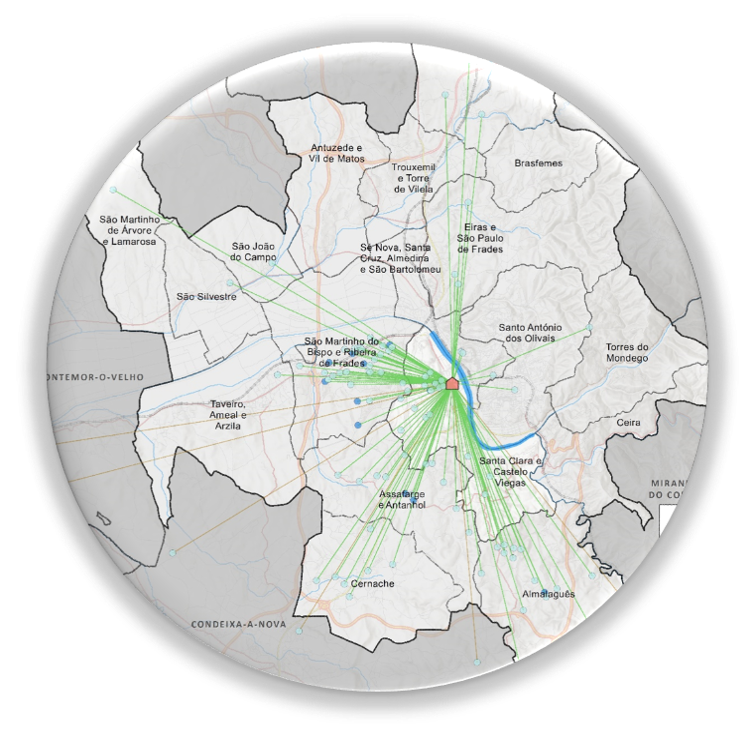 Antuzede e
Vil de Matos
Trouxemil
e Torre
de Vilela
Brasfemes
São Martinho
de Árvore
e Lamarosa
São João
do Campo
Sé Nova, Santa
Cruz, Almedina
e São Bartolomeu
Eiras e
São Paulo
de Frades
São Silvestre
Santo António
dos Olivais
São Martinho do
Bispo e Ribeira
de Frades
Torres do
Mondego
ONTEMOR-O-VELHO
Taveiro,
Ameal e
Arzila
Ceira
Santa Clara e
Castelo
Viegas
Assafarge
e Antanhol
MIRAN
DO CO
Cernache
Almalaguês
CONDEIXA-A-NOVA